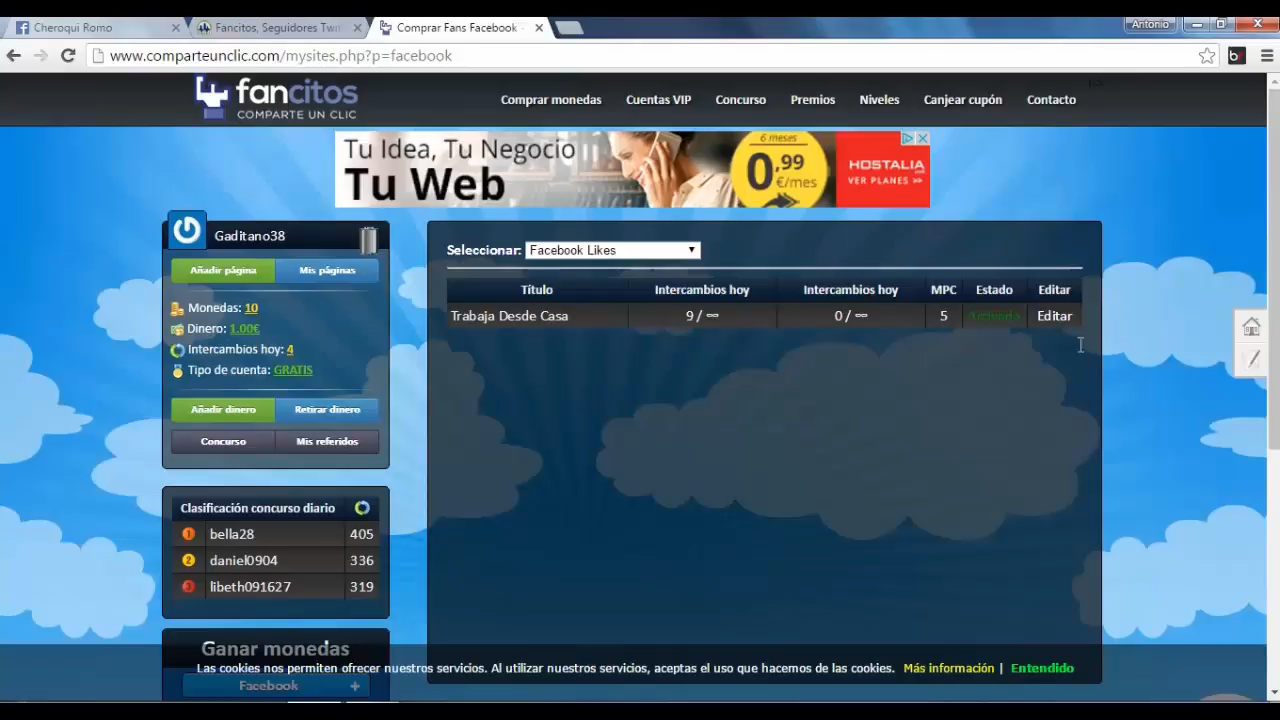 Cheroqui Romo
Fancitos, Seguidores Twit
Comprar Fans Facebook
Antonio
www.comparteunclic.com/mysites.php?p=facebook
fancitos
COMPARTE UN CLIC
Comprar monedas
Cuentas VIP
Concurso
Premios
Niveles
Canjear cupón
Contacto
Tu Idea, Tu Negocio
Tu Web
6 meses
0,99
€/mes
HOSTALIA
VER PLANES >>
Gaditano38
Añadir página
Mis páginas
Monedas: 10
Dinero: 1.00€
Intercambios hoy: 4
Tipo de cuenta: GRATIS
Añadir dinero
Retirar dinero
Concurso
Mis referidos
Seleccionar: Facebook Likes
Título Intercambios hoy Intercambios hoy MPC Estado Editar
Trabaja Desde Casa 9 / ∞ 0 / ∞ 5 Activado Editar
Clasificación concurso diario
1 bella28 405
2 daniel0904 336
3 libeth091627 319
Ganar monedas
Las cookies nos permiten ofrecer nuestros servicios. Al utilizar nuestros servicios, aceptas el uso que hacemos de las cookies. Más información | Entendido
Facebook +